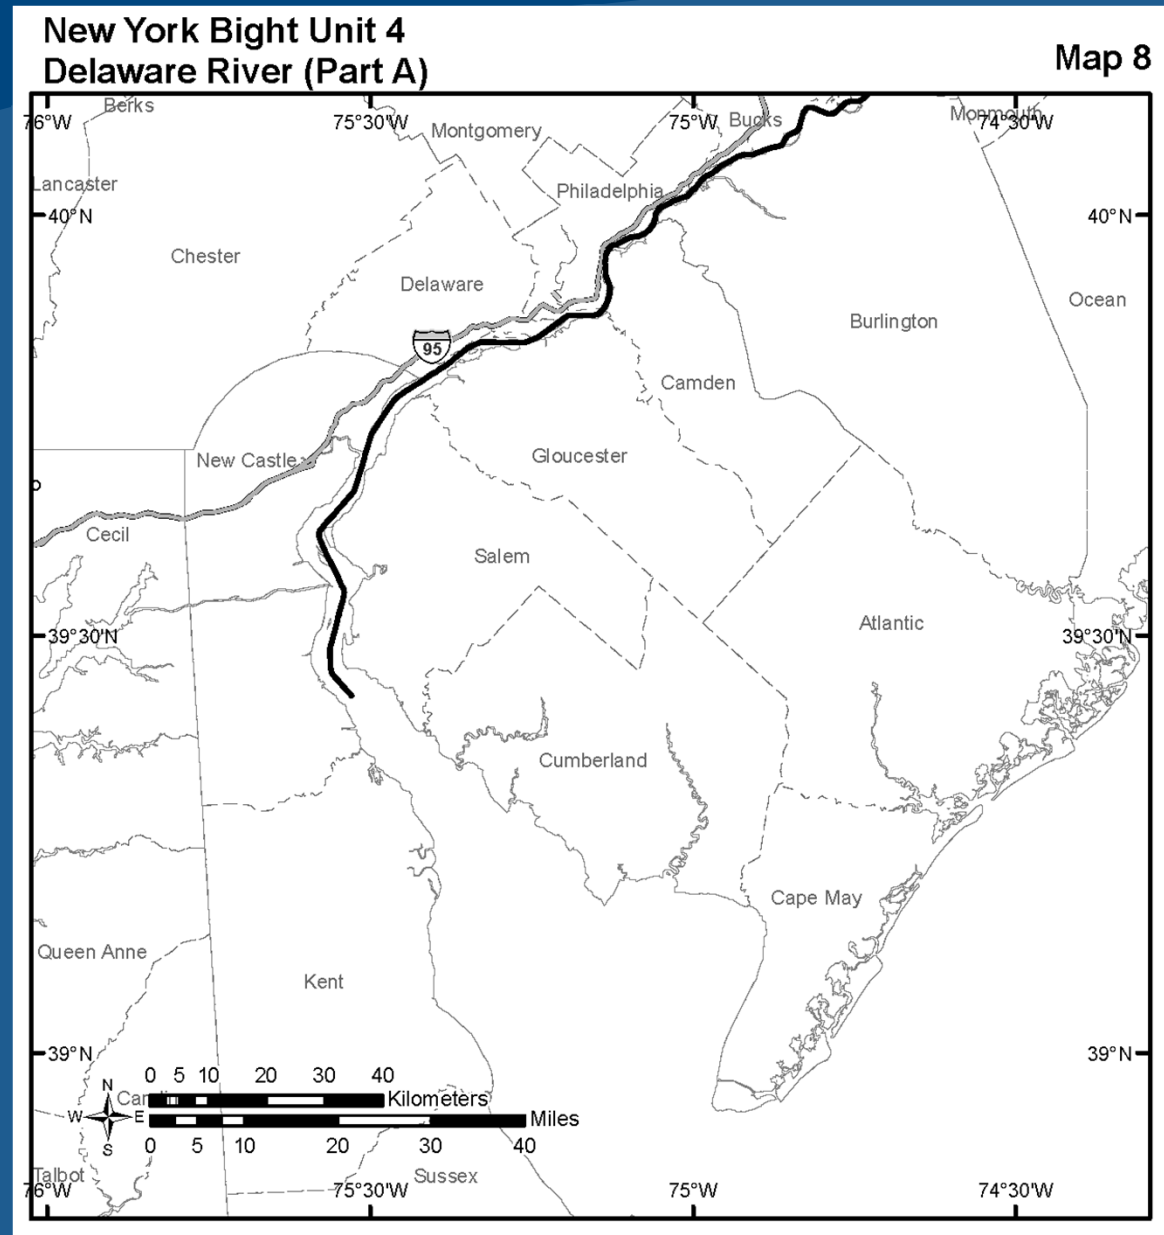 New York Bight Unit 4
Delaware River (Part A)
Map 8
Berks
76°W
75°30'W
75°W
Bucks
Monmouth
74°30'W
Montgomery
Lancaster
Philadelphia
40°N
40°N
Chester
Delaware
Ocean
Burlington
95
Camden
New Castle
Gloucester
Cecil
Salem
Atlantic
39°30'N
39°30'N
Cumberland
Cape May
Queen Anne
Kent
39°N
39°N
0 5 10 20 30 40
Kilometers
N
W E
S
Miles
0 5 10 20 30 40
Talbot
Sussex
76°W
75°30'W
75°W
74°30'W